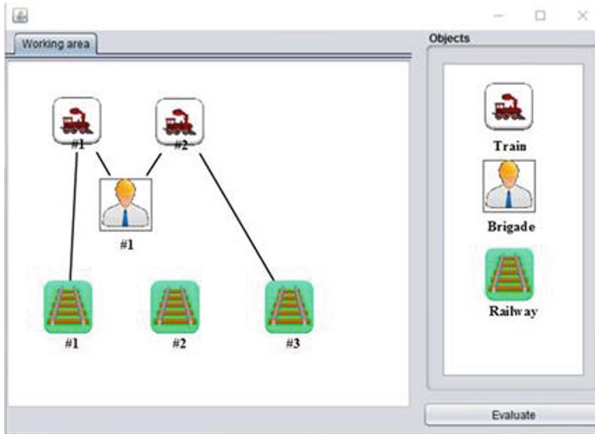 Working area
Objects
#1
#2
#1
#1
#2
#3
Train
Brigade
Railway
Evaluate